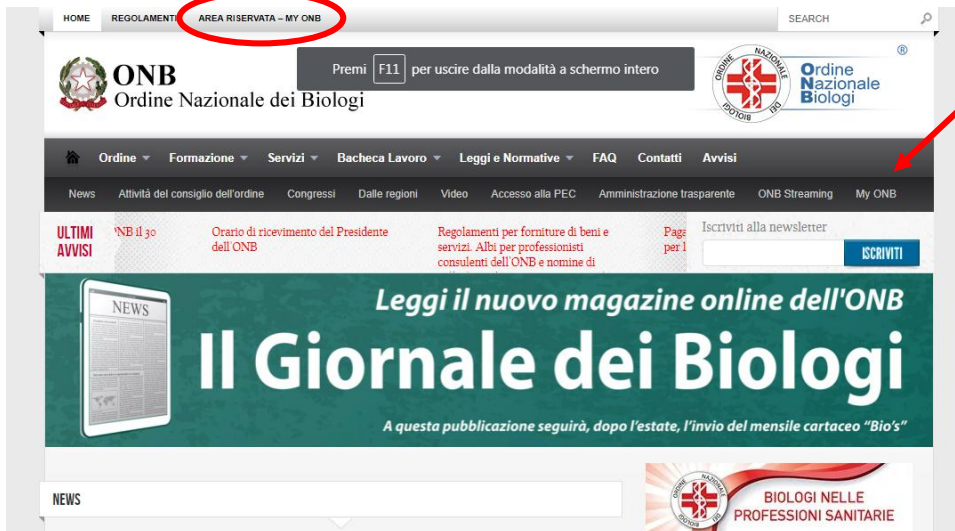 HOME REGOLAMENTI AREA RISERVATA – MY ONB SEARCH
ONB
Ordine Nazionale dei Biologi
Premi F11 per uscire dalla modalità a schermo intero
ORDINE NAZIONALE DEI BIOLOGI
Ordine
Nazionale
Biologi
®
Ordine Formazione Servizi Bacheca Lavoro Leggi e Normative FAQ Contatti Avvisi
News Attività del consiglio dell'ordine Congressi Dalle regioni Video Accesso alla PEC Amministrazione trasparente ONB Streaming My ONB
ULTIMI
AVVISI
NB il 30
Orario di ricevimento del Presidente
dell'ONB
Regolamenti per forniture di beni e
servizi. Albi per professionisti
consulenti dell'ONB e nomine di
Paga
per l
Iscriviti alla newsletter
ISCRIVITI
NEWS
Leggi il nuovo magazine online dell'ONB
Il Giornale dei Biologi
A questa pubblicazione seguirà, dopo l'estate, l'invio del mensile cartaceo "Bio's"
NEWS
BIOLOGI NELLE
PROFESSIONI SANITARIE